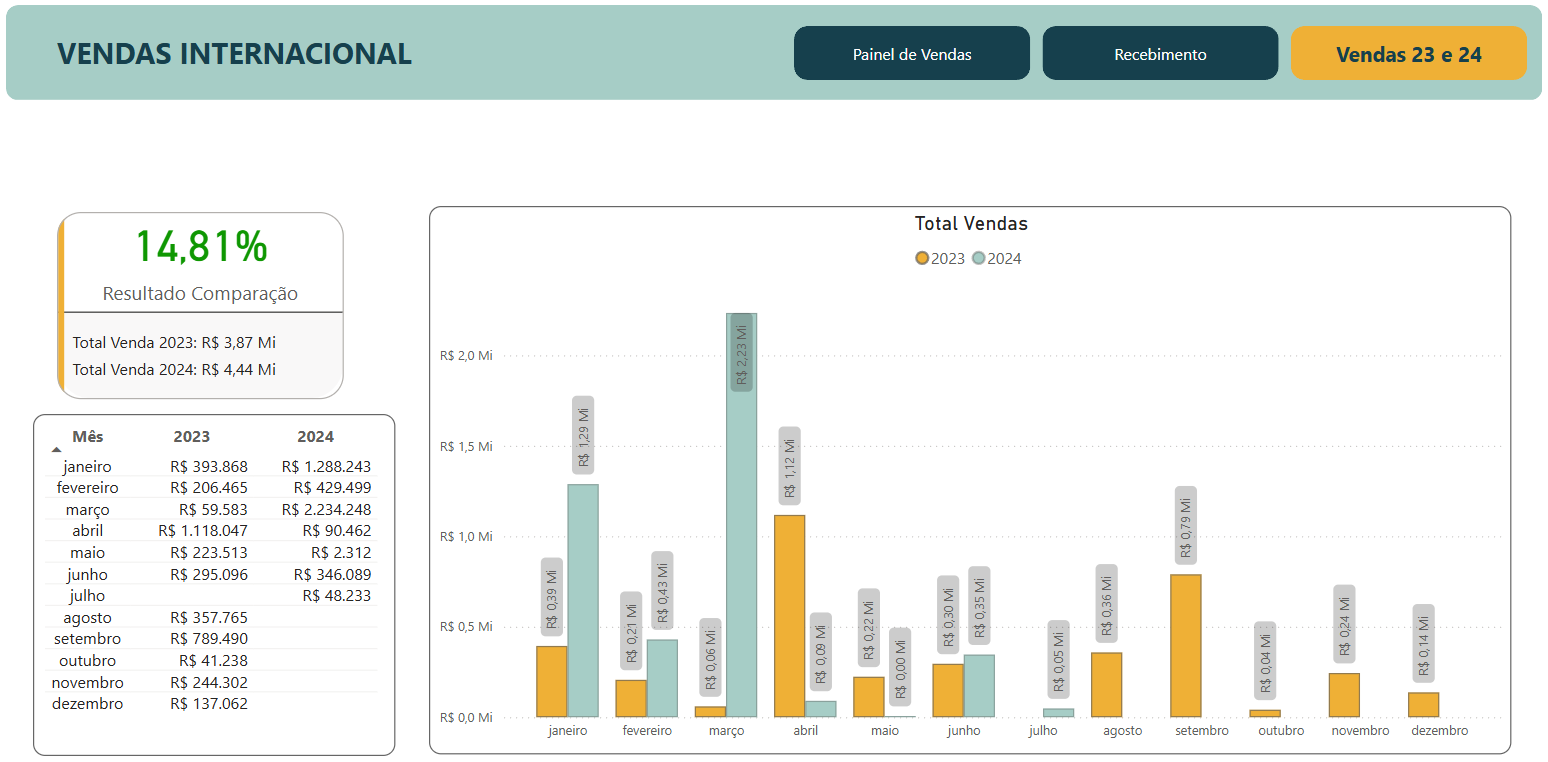 VENDAS INTERNACIONAL
Painel de Vendas
Recebimento
Vendas 23 e 24
14,81%
Resultado Comparação
Total Venda 2023: R$ 3,87 Mi
Total Venda 2024: R$ 4,44 Mi
Mês 2023 2024
janeiro R$ 393.868 R$ 1.288.243
fevereiro R$ 206.465 R$ 429.499
março R$ 59.583 R$ 2.234.248
abril R$ 1.118.047 R$ 90.462
maio R$ 223.513 R$ 2.312
junho R$ 295.096 R$ 346.089
julho R$ 48.233
agosto R$ 357.765
setembro R$ 789.490
outubro R$ 41.238
novembro R$ 244.302
dezembro R$ 137.062
Total Vendas
2023 2024
R$ 2,0 Mi
R$ 1,5 Mi
R$ 1,0 Mi
R$ 0,5 Mi
R$ 0,0 Mi
R$ 0,39 Mi
R$ 1,29 Mi
R$ 0,21 Mi
R$ 0,43 Mi
R$ 0,06 Mi
R$ 2,23 Mi
R$ 1,12 Mi
R$ 0,09 Mi
R$ 0,22 Mi
R$ 0,00 Mi
R$ 0,30 Mi
R$ 0,35 Mi
R$ 0,05 Mi
R$ 0,36 Mi
R$ 0,79 Mi
R$ 0,04 Mi
R$ 0,24 Mi
R$ 0,14 Mi
janeiro fevereiro março abril maio junho julho agosto setembro outubro novembro dezembro